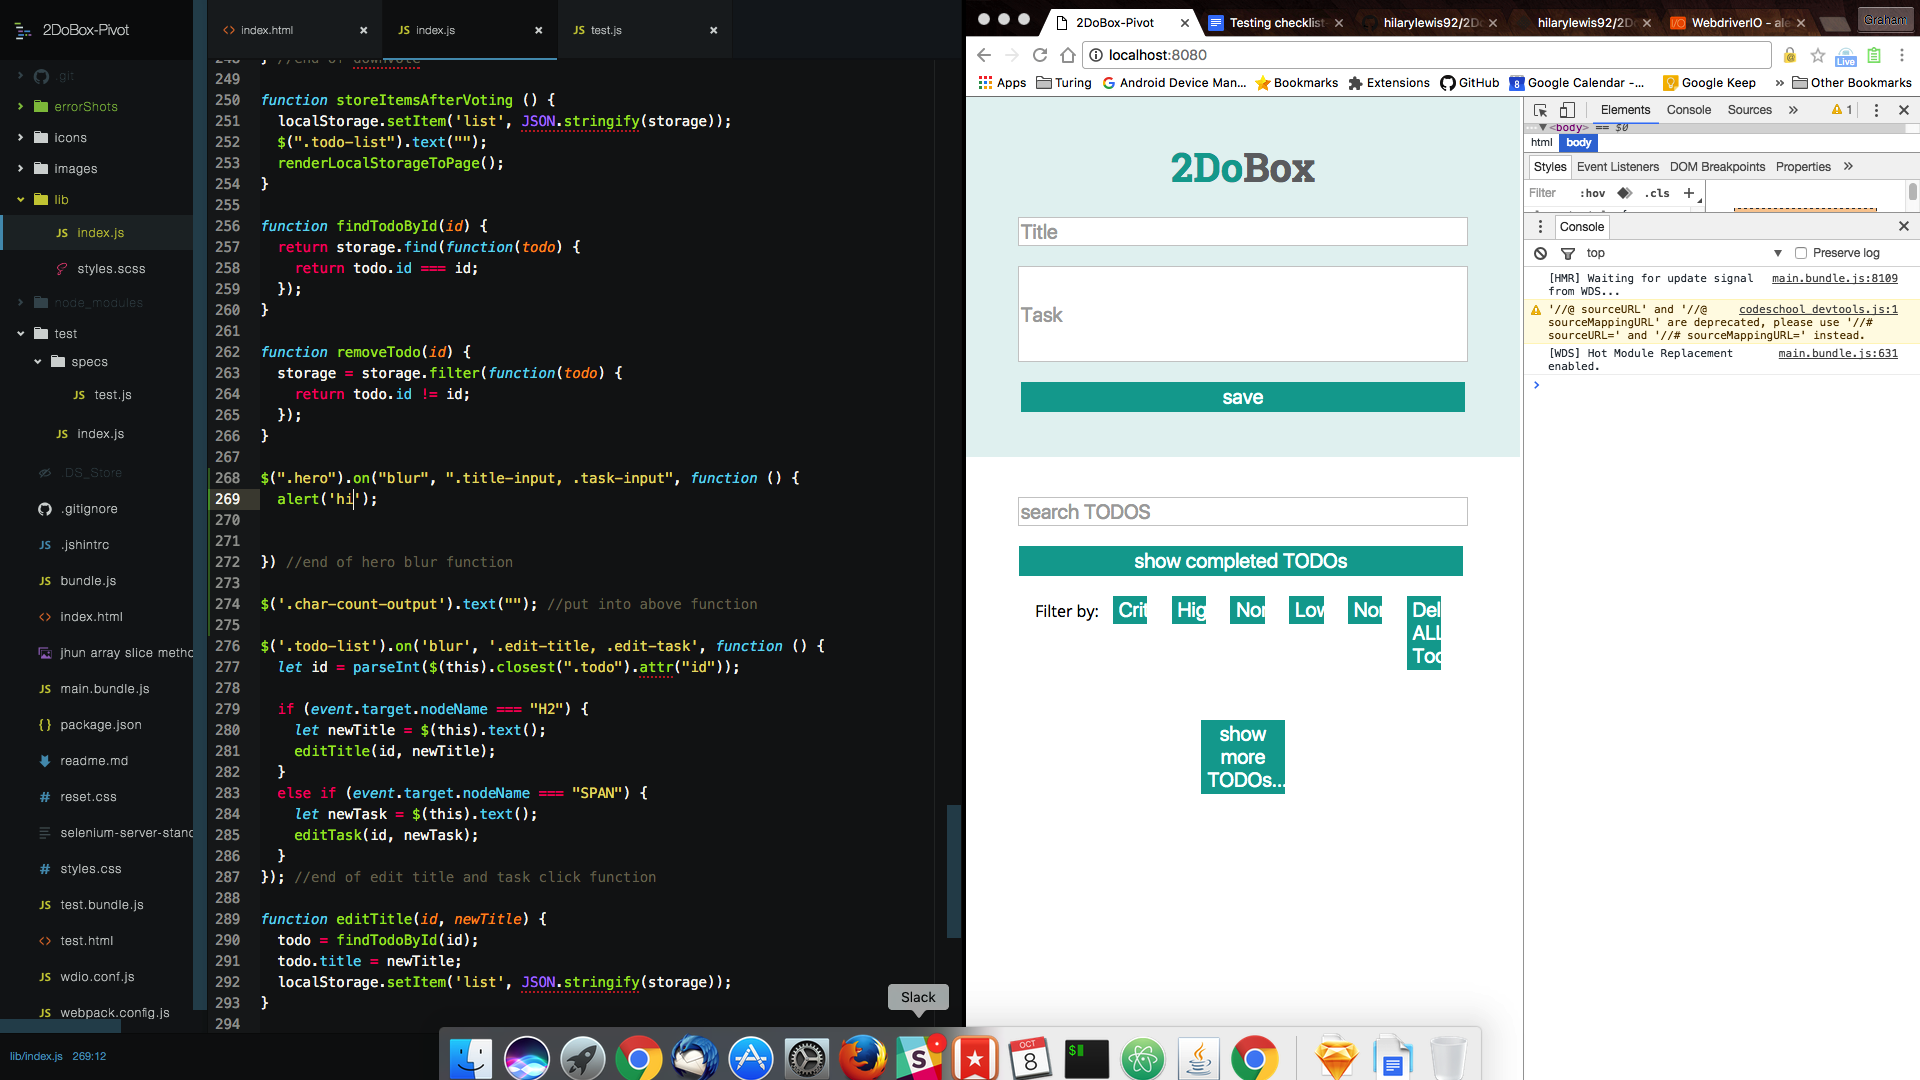 2DoBox-Pivot
.git
errorShots
icons
images
lib
index.js
styles.scss
node_modules
test
specs
test.js
index.js
.DS_Store
.gitignore
.jshintrc
bundle.js
index.html
jhun array slice metho
main.bundle.js
package.json
readme.md
reset.css
selenium-server-stand
styles.css
test.bundle.js
test.html
wdio.conf.js
webpack.config.js
lib/index.js 269:12
index.html
index.js
test.js
248 } //end of downvote
249
250 function storeItemsAfterVoting () {
251 localStorage.setItem('list', JSON.stringify(storage));
252 $(".todo-list").text("");
253 renderLocalStorageToPage();
254 }
255
256 function findTodoById(id) {
257 return storage.find(function(todo) {
258 return todo.id === id;
259 });
260 }
261
262 function removeTodo(id) {
263 storage = storage.filter(function(todo) {
264 return todo.id != id;
265 });
266 }
267
268 $(".hero").on("blur", ".title-input, .task-input", function () {
269 alert('hi');
270
271
272 }) //end of hero blur function
273
274 $('.char-count-output').text(""); //put into above function
275
276 $('.todo-list').on('blur', '.edit-title, .edit-task', function () {
277 let id = parseInt($(this).closest(".todo").attr("id"));
278
279 if (event.target.nodeName === "H2") {
280 let newTitle = $(this).text();
281 editTitle(id, newTitle);
282 }
283 else if (event.target.nodeName === "SPAN") {
284 let newTask = $(this).text();
285 editTask(id, newTask);
286 }
287 }); //end of edit title and task click function
288
289 function editTitle(id, newTitle) {
290 todo = findTodoById(id);
291 todo.title = newTitle;
292 localStorage.setItem('list', JSON.stringify(storage));
293 }
294
Slack
2DoBox-Pivot
Testing checklist-
hilarylewis92/2D
hilarylewis92/2D
WebdriverIO - ale
Graham
localhost:8080
Live
Apps Turing Android Device Man... Bookmarks Extensions GitHub 8 Google Calendar -... Google Keep » Other Bookmarks
2DoBox
Title
Task
save
search TODOS
show completed TODOs
Filter by: Crit Hig Nor Low Nor Del
ALL
Too
show
more
TODOs...
Elements Console Sources » 1
<body> == $0
html body
Styles Event Listeners DOM Breakpoints Properties »
Filter :hov .cls +
Console
top Preserve log
[HMR] Waiting for update signal main.bundle.js:8109
from WDS...
'//@ sourceURL' and '//@ codeschool devtools.js:1
sourceMappingURL' are deprecated, please use '//#
sourceURL=' and '//# sourceMappingURL=' instead.
[WDS] Hot Module Replacement main.bundle.js:631
enabled.
OCT
8
$